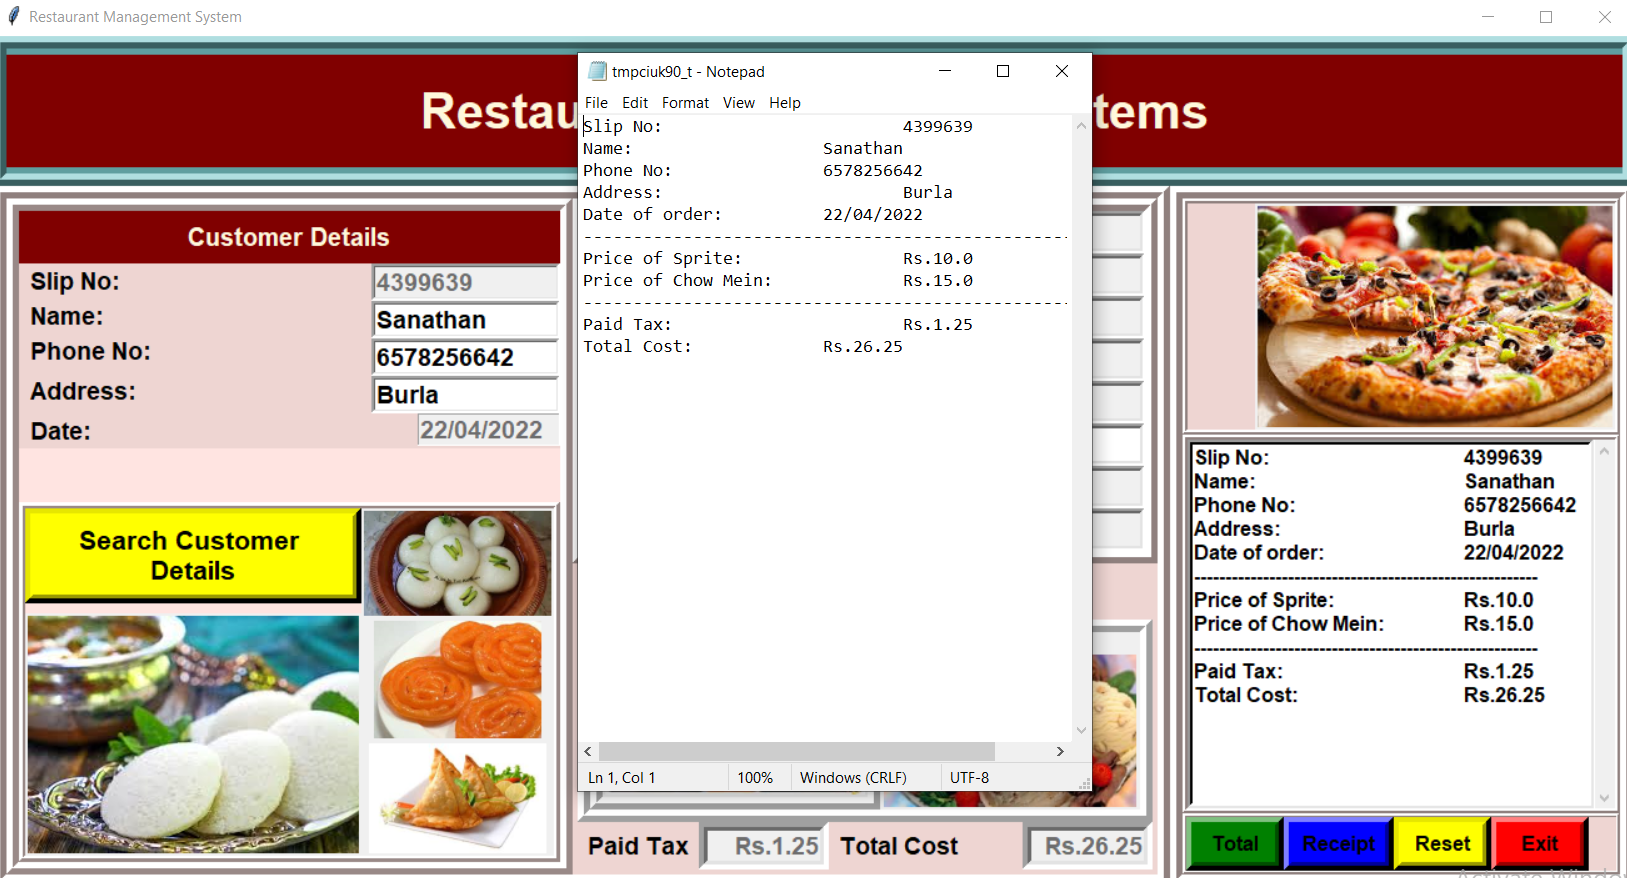 Restaurant Management System
Restau
tems
tmpciuk90_t - Notepad
File Edit Format View Help
Slip No: 4399639
Name: Sanathan
Phone No: 6578256642
Address: Burla
Date of order: 22/04/2022
-------------------------------------------------
Price of Sprite: Rs.10.0
Price of Chow Mein: Rs.15.0
-------------------------------------------------
Paid Tax: Rs.1.25
Total Cost: Rs.26.25
Ln 1, Col 1 100% Windows (CRLF) UTF-8
Customer Details
Slip No: 4399639
Name: Sanathan
Phone No: 6578256642
Address: Burla
Date: 22/04/2022
Search Customer
Details
Paid Tax Rs.1.25 Total Cost Rs.26.25
Slip No: 4399639
Name: Sanathan
Phone No: 6578256642
Address: Burla
Date of order: 22/04/2022
-------------------------------------------------------
Price of Sprite: Rs.10.0
Price of Chow Mein: Rs.15.0
-------------------------------------------------------
Paid Tax: Rs.1.25
Total Cost: Rs.26.25
Total Receipt Reset Exit